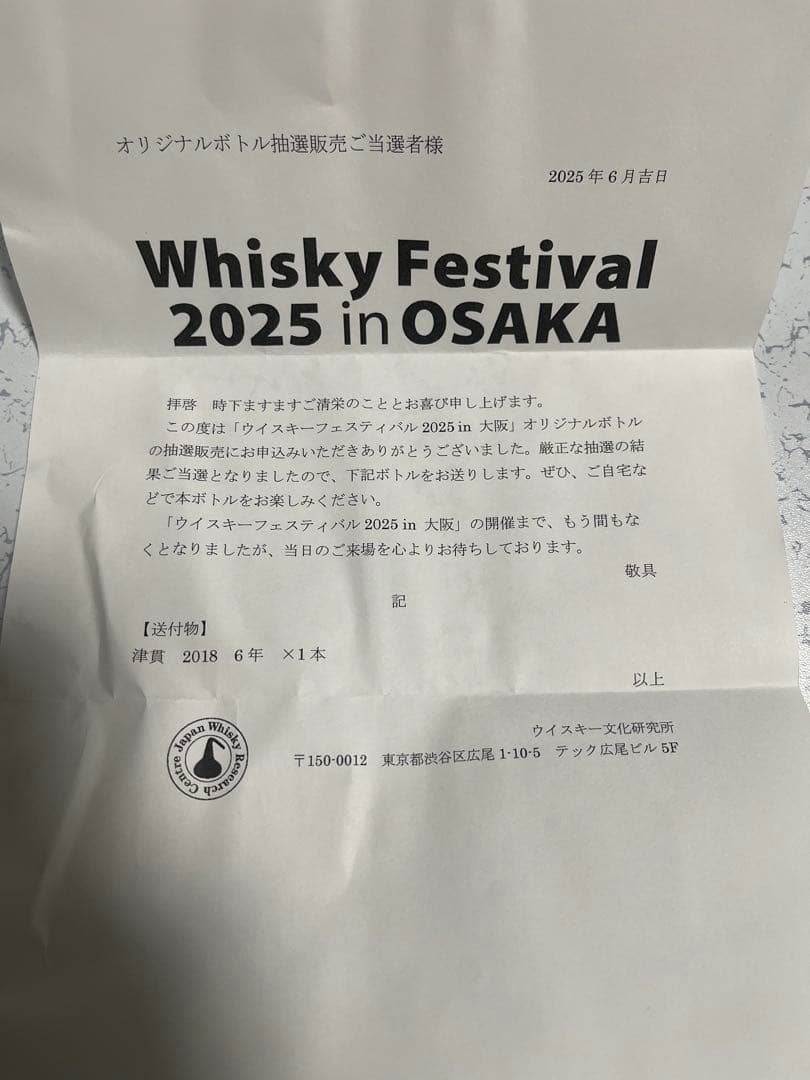 オリジナルボトル抽選販売ご当選者様
2025年6月吉日
Whisky Festival
2025 in OSAKA
拝啓　時下ますますご清栄のこととお喜び申し上げます。
この度は「ウイスキーフェスティバル 2025 in 大阪」オリジナルボトル
の抽選販売にお申込みいただきありがとうございました。厳正な抽選の結
果ご当選となりましたので、下記ボトルをお送りします。ぜひ、ご自宅な
どで本ボトルをお楽しみください。
「ウイスキーフェスティバル 2025 in 大阪」の開催まで、もう間もな
くとなりましたが、当日のご来場を心よりお待ちしております。
敬具
記
【送付物】
津貫　2018　6年　×1本
以上
Japan Whisky Research Centre
ウイスキー文化研究所
〒150-0012　東京都渋谷区広尾 1-10-5　テック広尾ビル 5F